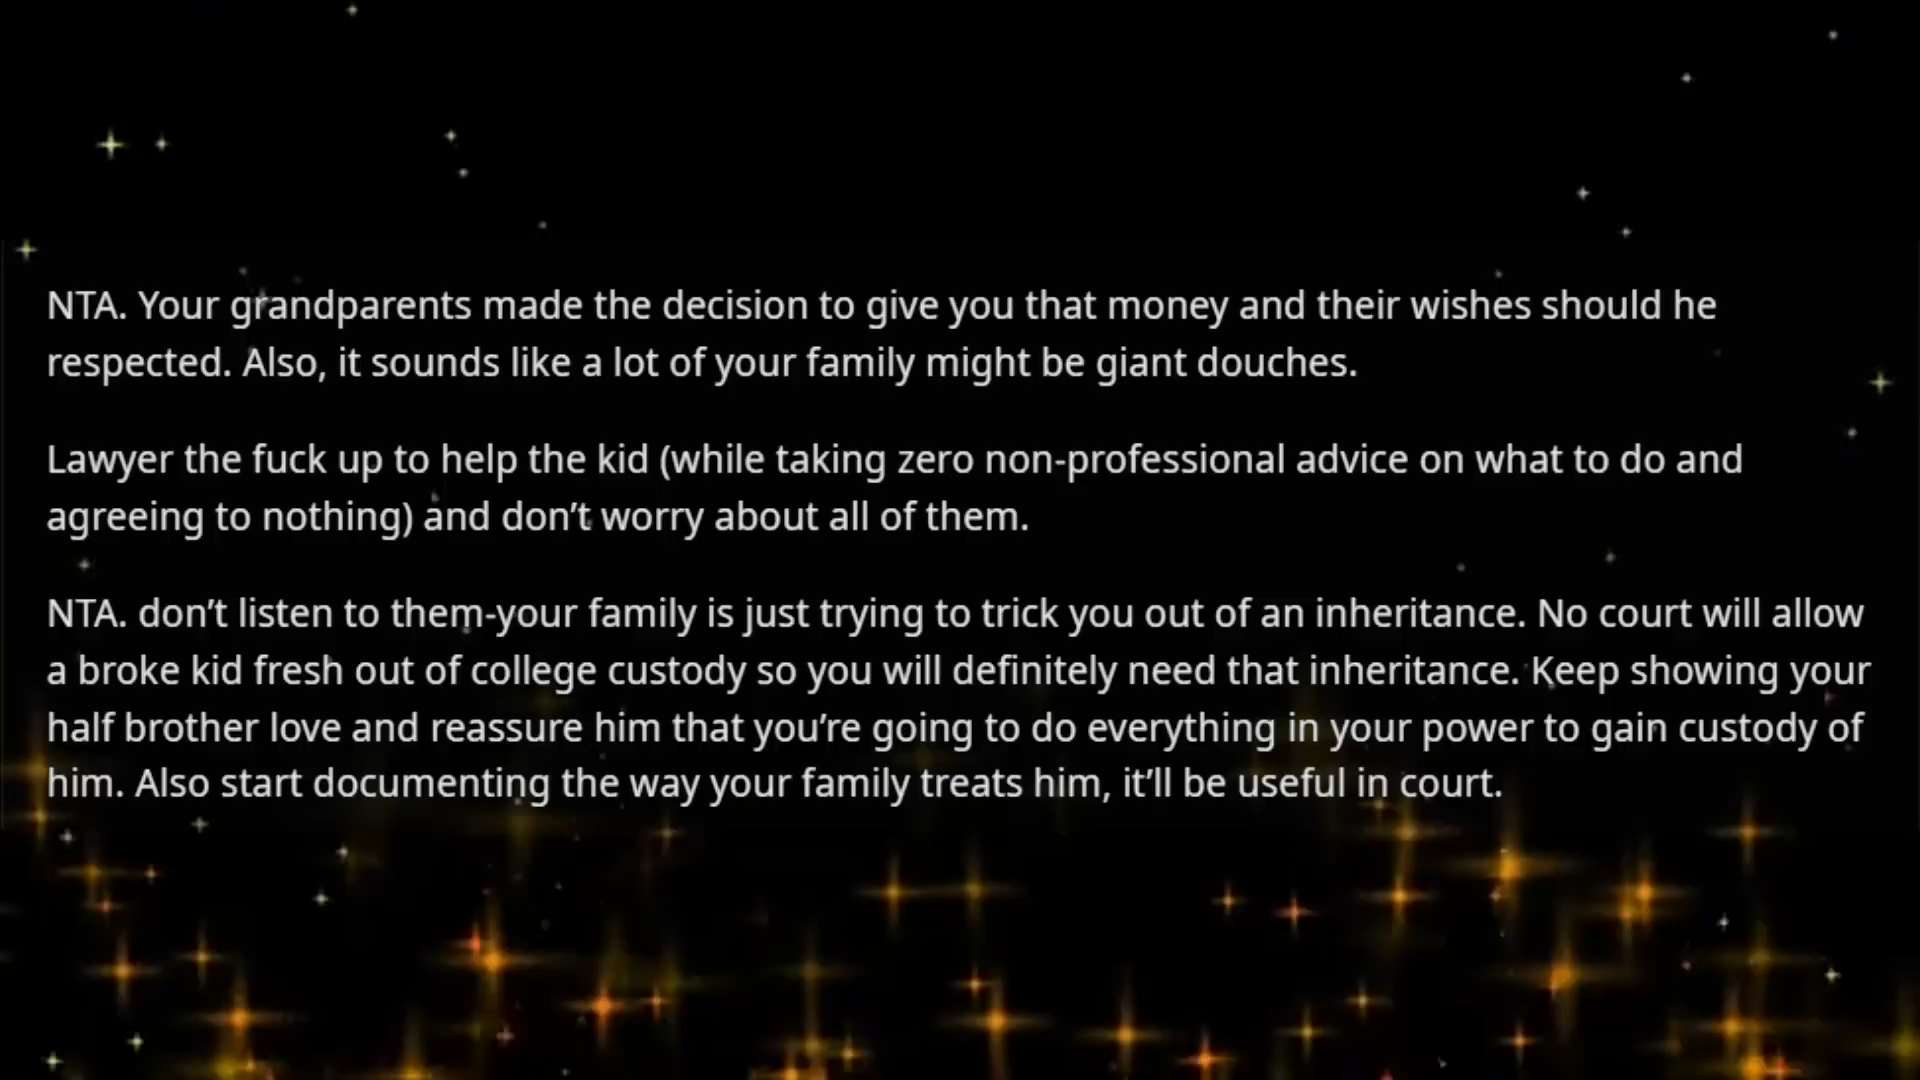 NTA. Your grandparents made the decision to give you that money and their wishes should he
respected. Also, it sounds like a lot of your family might be giant douches.
Lawyer the fuck up to help the kid (while taking zero non-professional advice on what to do and
agreeing to nothing) and don’t worry about all of them.
NTA. don’t listen to them-your family is just trying to trick you out of an inheritance. No court will allow
a broke kid fresh out of college custody so you will definitely need that inheritance. Keep showing your
half brother love and reassure him that you’re going to do everything in your power to gain custody of
him. Also start documenting the way your family treats him, it’ll be useful in court.